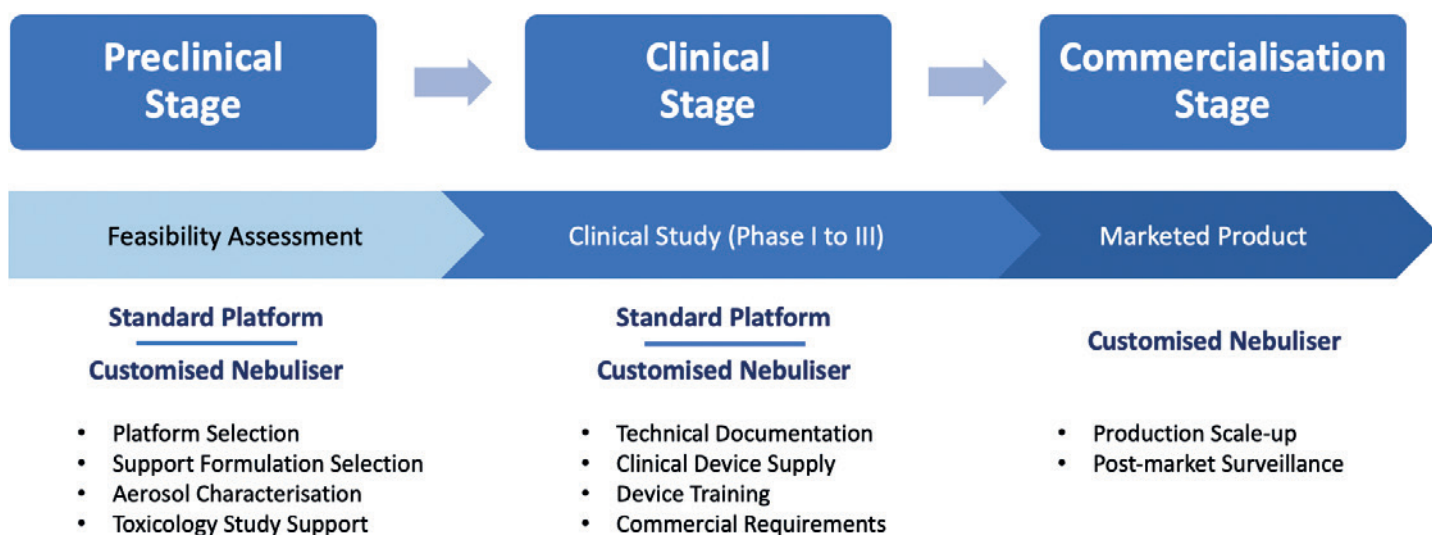 Preclinical
Stage
Clinical
Stage
Commercialisation
Stage
Feasibility Assessment
Clinical Study (Phase I to III)
Marketed Product
Standard Platform
Customised Nebuliser
• Platform Selection
• Support Formulation Selection
• Aerosol Characterisation
• Toxicology Study Support
Standard Platform
Customised Nebuliser
• Technical Documentation
• Clinical Device Supply
• Device Training
• Commercial Requirements
Customised Nebuliser
• Production Scale-up
• Post-market Surveillance